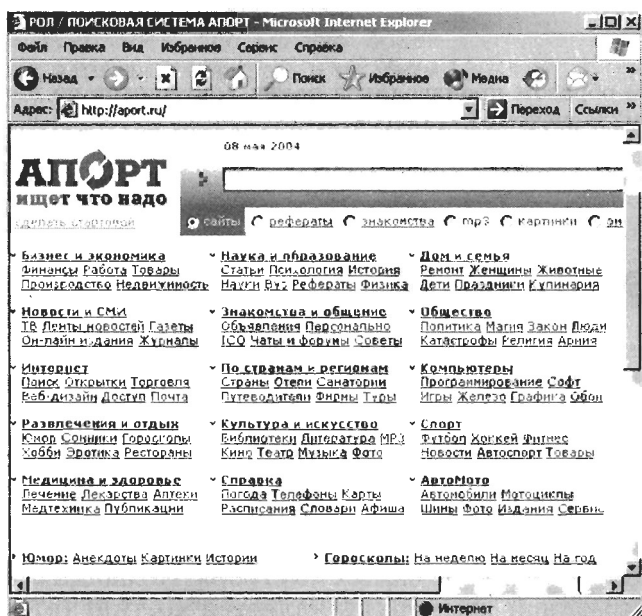 РОЛ / ПОИСКОВАЯ СИСТЕМА АПОРТ - Microsoft Internet Explorer
Файл Правка Вид Избранное Сервис Справка
Назад Поиск Избранное Медиа »
Адрес: http://aport.ru/ Переход Ссылки »
08 мая 2004
АПОРТ
ищет что надо
сделать стартовой
сайты рефераты знакомства mp3 картинки эн
Бизнес и экономика Наука и образование Дом и семья
Финансы Работа Товары Статьи Психология История Ремонт Женщины Животные
Производство Недвижимость Науки Вуз Рефераты Физика Дети Праздники Кулинария
Новости и СМИ Знакомства и общение Общество
ТВ Ленты новостей Газеты Объявления Персонально Политика Магия Закон Люди
Он-лайн издания Журналы ICQ Чаты и форумы Советы Катастрофы Религия Армия
Интернет По странам и регионам Компьютеры
Поиск Открытки Торговля Страны Отели Санатории Программирование Софт
Веб-дизайн Доступ Почта Путеводители Фирмы Туры Игры Железо Графика Обои
Развлечения и отдых Культура и искусство Спорт
Юмор Сонники Гороскопы Библиотеки Литература MP3 Футбол Хоккей Фитнес
Хобби Эротика Рестораны Кино Театр Музыка Фото Новости Автоспорт Товары
Медицина и здоровье Справка АвтоМото
Лечение Лекарства Аптеки Погода Телефоны Карты Автомобили Мотоциклы
Медтехника Публикации Расписания Словари Афиша Шины Фото Издания Сервис
Юмор: Анекдоты Картинки Истории Гороскопы: На неделю На месяц На год
Интернет